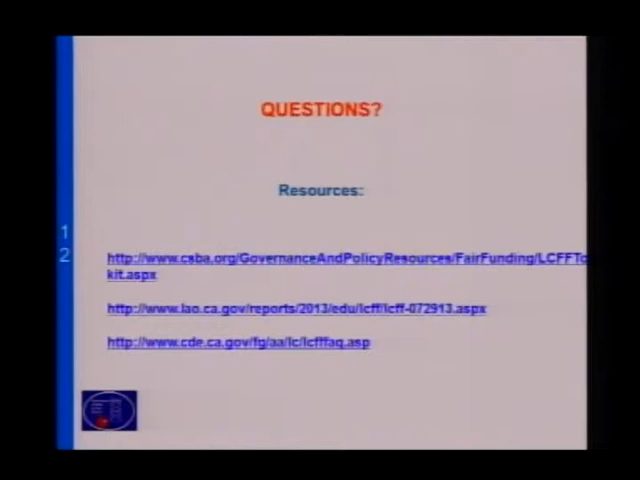 QUESTIONS?
Resources:
1
2
http://www.csba.org/GovernanceAndPolicyResources/FairFunding/LCFFTo
kit.aspx
http://www.lao.ca.gov/reports/2013/edu/lcff/lcff-072913.aspx
http://www.cde.ca.gov/fg/aa/lc/lcfffaq.asp